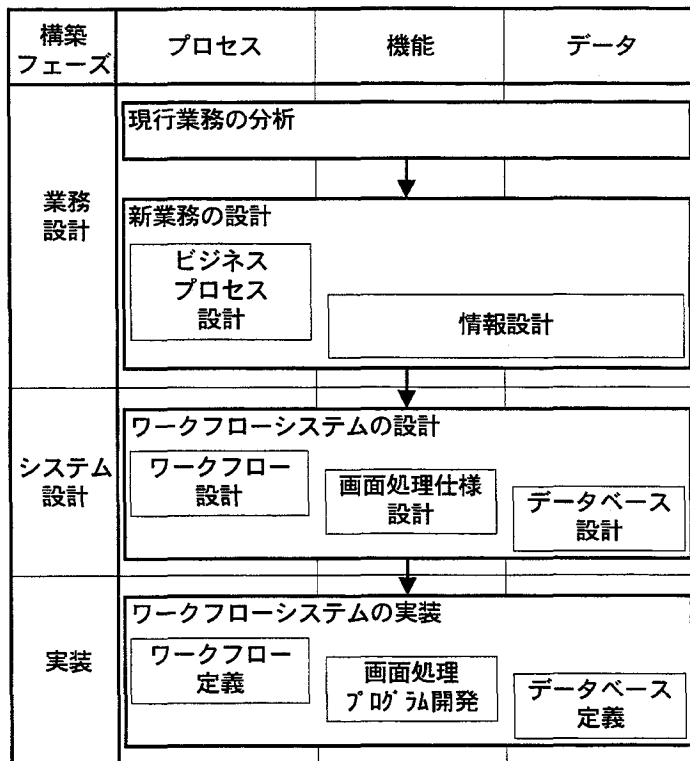 構築
フェーズ
プロセス
機能
データ
業務
設計
現行業務の分析
新業務の設計
ビジネス
プロセス
設計
情報設計
システム
設計
ワークフローシステムの設計
ワークフロー
設計
画面処理仕様
設計
データベース
設計
実装
ワークフローシステムの実装
ワークフロー
定義
画面処理
プログラム開発
データベース
定義